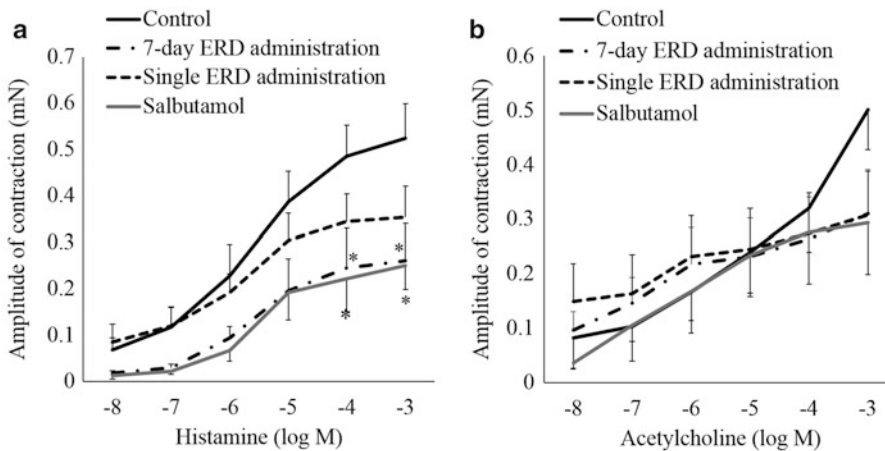 a
Control
7-day ERD administration
Single ERD administration
Salbutamol
Amplitude of contraction (mN)
0.7
0.6
0.5
0.4
0.3
0.2
0.1
0
* *
* *
-8 -7 -6 -5 -4 -3
Histamine (log M)
b
Control
7-day ERD administration
Single ERD administration
Salbutamol
Amplitude of contraction (mN)
0.6
0.5
0.4
0.3
0.2
0.1
0
-8 -7 -6 -5 -4 -3
Acetylcholine (log M)